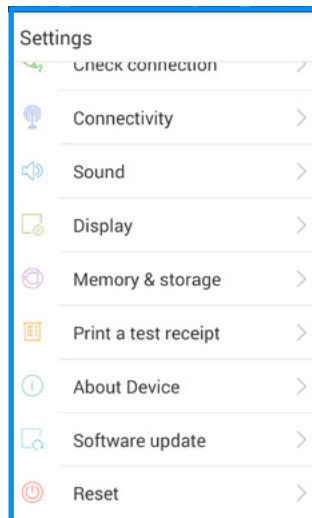 Settings
Check connection
Connectivity
Sound
Display
Memory & storage
Print a test receipt
About Device
Software update
Reset